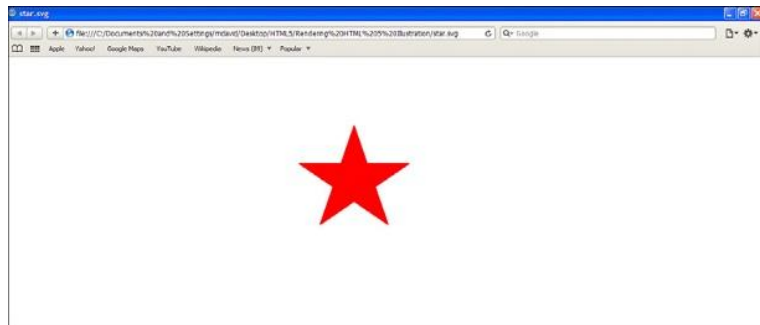 star.svg
file:///C:/Documents%20and%20Settings/mdavid/Desktop/HTML5/Rendering%20HTML%205%20Illustration/star.svg Google
Apple Yahoo! Google Maps YouTube Wikipedia News (81) Popular